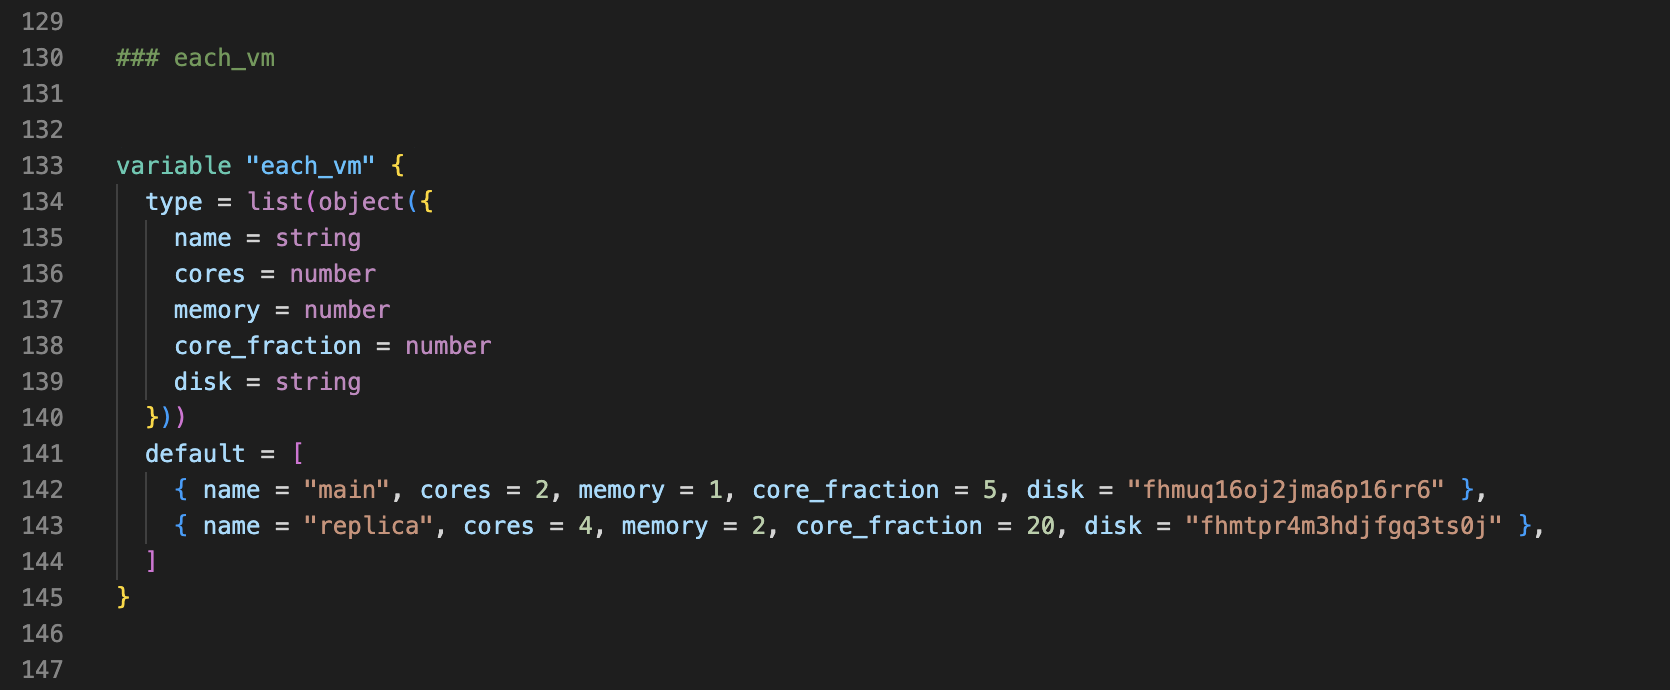 129
130 ### each_vm
131
132
133 variable "each_vm" {
134 type = list(object({
135 name = string
136 cores = number
137 memory = number
138 core_fraction = number
139 disk = string
140 }))
141 default = [
142 { name = "main", cores = 2, memory = 1, core_fraction = 5, disk = "fhmuq16oj2jma6p16rr6" },
143 { name = "replica", cores = 4, memory = 2, core_fraction = 20, disk = "fhmtpr4m3hdjfgq3ts0j" },
144 ]
145 }
146
147